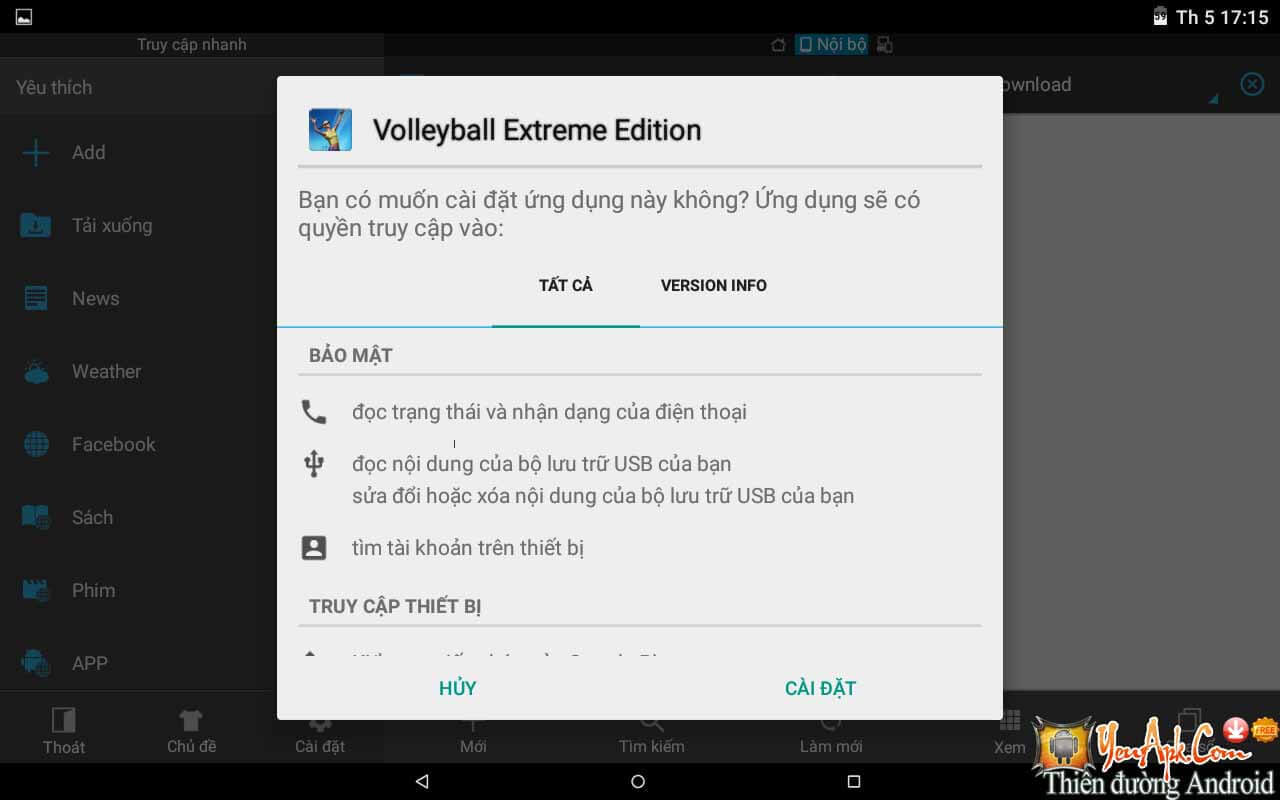 59 Th 5 17:15
Truy cập nhanh
Nội bộ
Yêu thích
ownload
Add
Tải xuống
News
Weather
Facebook
Sách
Phim
APP
Volleyball Extreme Edition
Bạn có muốn cài đặt ứng dụng này không? Ứng dụng sẽ có
quyền truy cập vào:
TẤT CẢ
VERSION INFO
BẢO MẬT
đọc trạng thái và nhận dạng của điện thoại
đọc nội dung của bộ lưu trữ USB của bạn
sửa đổi hoặc xóa nội dung của bộ lưu trữ USB của bạn
tìm tài khoản trên thiết bị
TRUY CẬP THIẾT BỊ
HỦY
CÀI ĐẶT
Thoát
Chủ đề
Cài đặt
Mới
Tìm kiếm
Làm mới
Xem
YeuApk.Com
FREE
Thiên đường Android